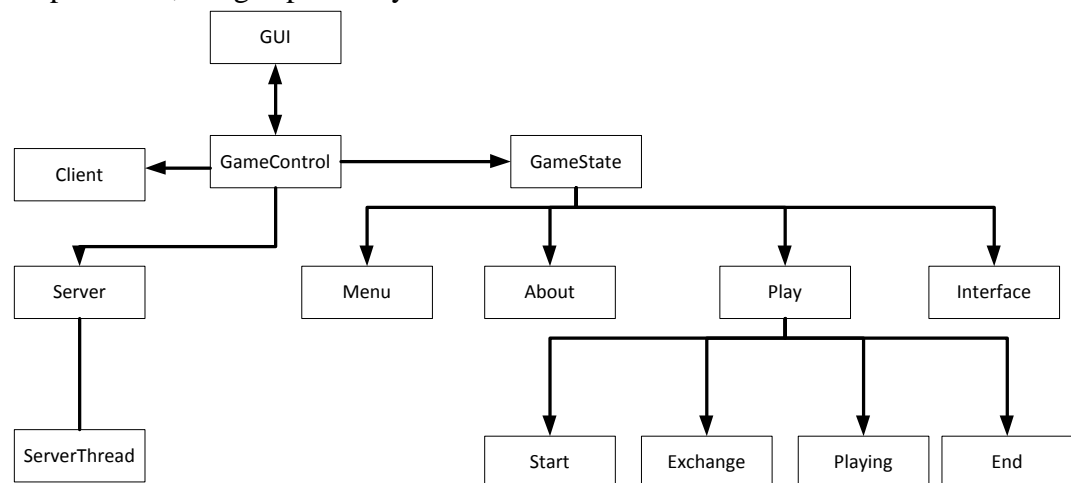 GUI
Client
GameControl
GameState
Server
Menu
About
Play
Interface
ServerThread
Start
Exchange
Playing
End